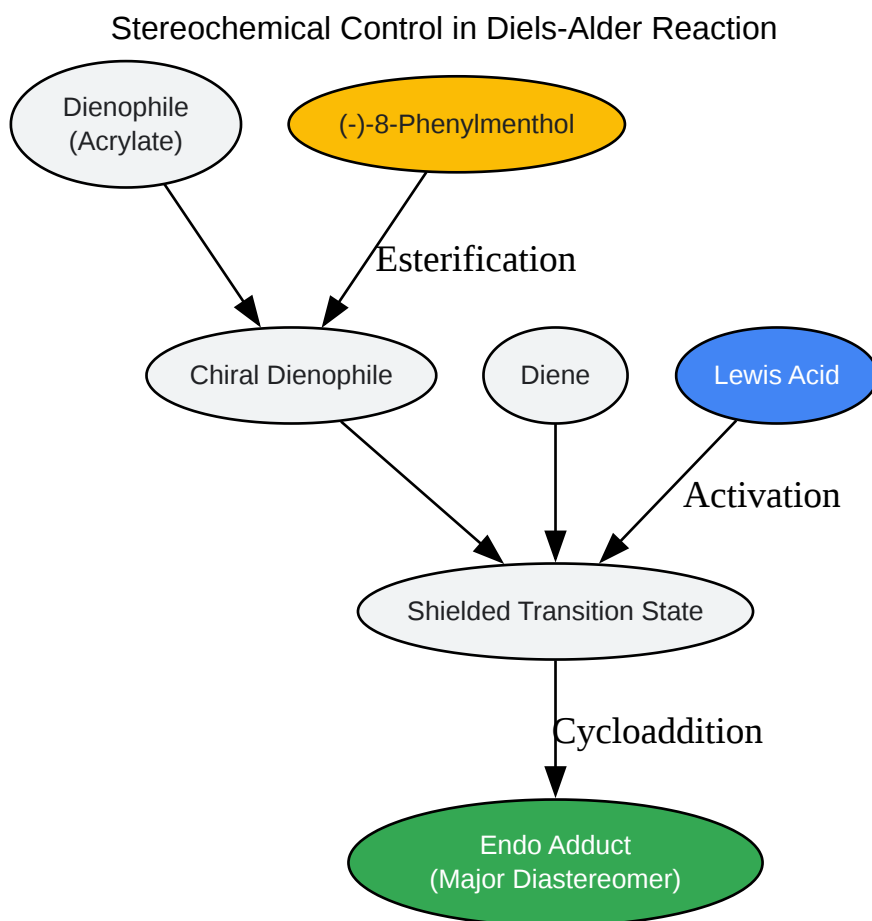 Stereochemical Control in Diels-Alder Reaction
Dienophile
(Acrylate)
(-)-8-Phenylmenthol
Esterification
Chiral Dienophile
Diene
Lewis Acid
Activation
Shielded Transition State
Cycloaddition
Endo Adduct
(Major Diastereomer)